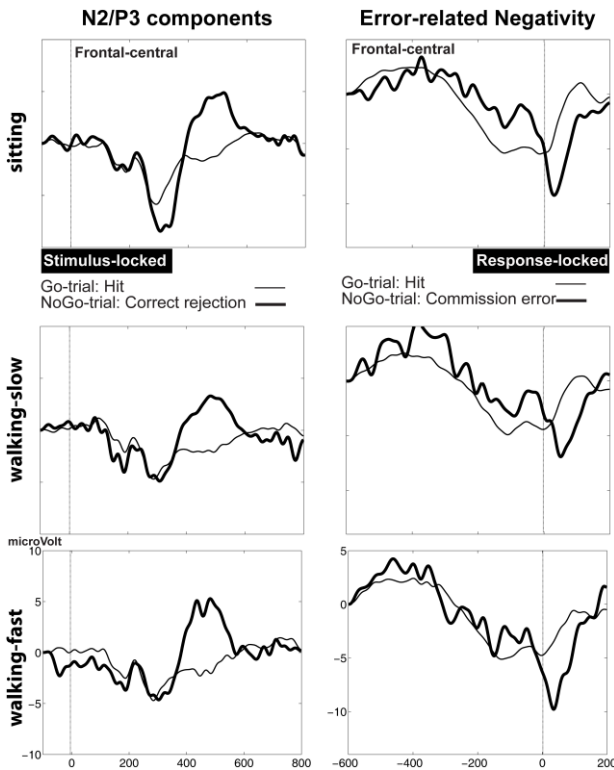 N2/P3 components
Error-related Negativity
Frontal-central
Frontal-central
sitting
Stimulus-locked
Response-locked
Go-trial: Hit
NoGo-trial: Correct rejection
Go-trial: Hit
NoGo-trial: Commission error
walking-slow
microVolt
walking-fast
10
5
0
−5
−10
0
200
400
600
800
5
0
−5
−10
−600
−400
−200
0
200